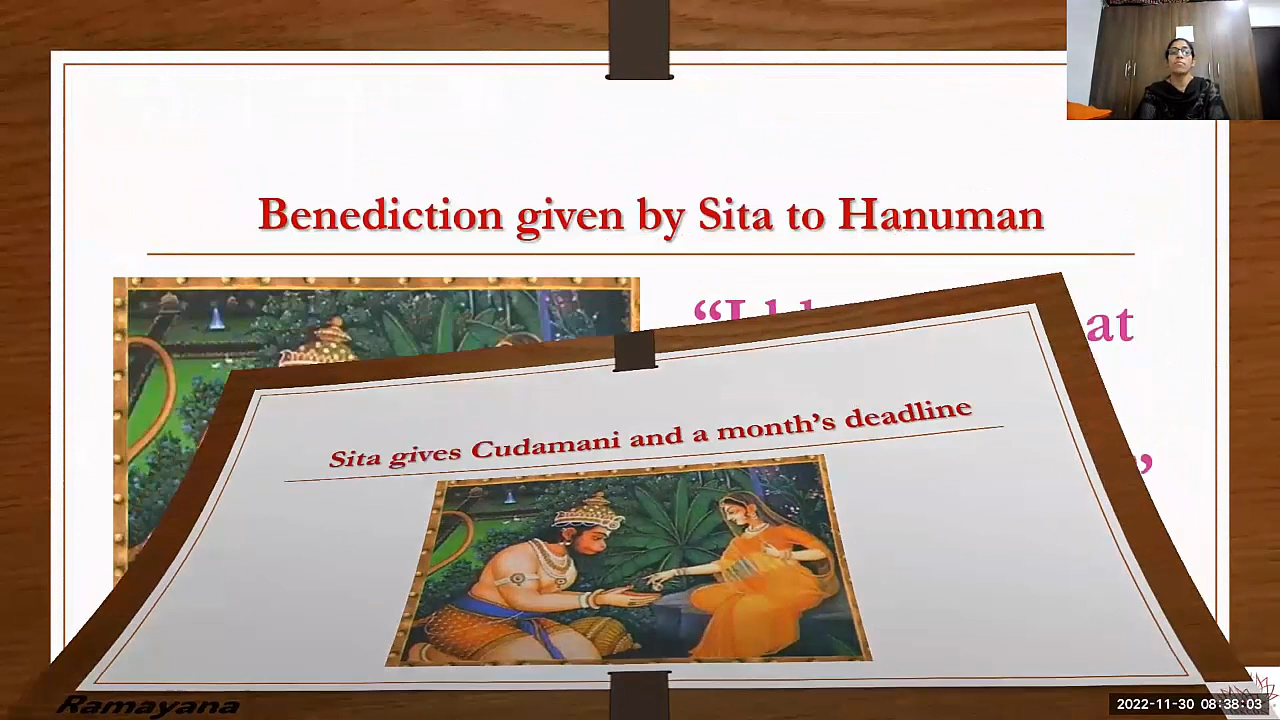 Benediction given by Sita to Hanuman
at
”
Sita gives Cudamani and a month’s deadline
Ramayana
2022-11-30 08:38:03